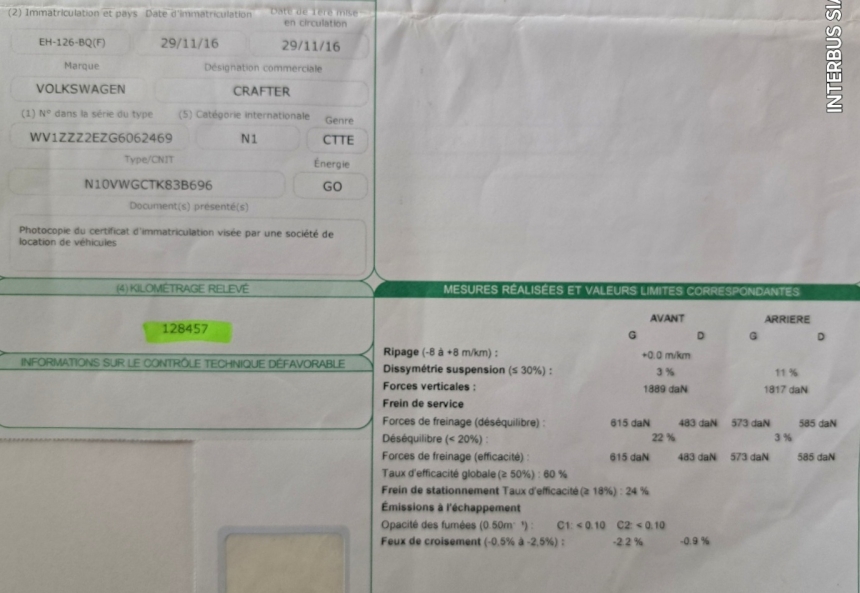 (2) Immatriculation et pays Date d'immatriculation Date de 1ère mise en circulation
EH-126-BQ(F) 29/11/16 29/11/16
Marque Désignation commerciale
VOLKSWAGEN CRAFTER
(1) N° dans la série du type (5) Catégorie internationale Genre
WV1ZZZ2EZG6062469 N1 CTTE
Type/CNIT Énergie
N10VWGCTK83B696 GO
Document(s) présenté(s)
Photocopie du certificat d'immatriculation visée par une société de
location de véhicules
(4) KILOMÉTRAGE RELEVÉ
128457
INFORMATIONS SUR LE CONTRÔLE TECHNIQUE DÉFAVORABLE
INTERBUS
MESURES RÉALISÉES ET VALEURS LIMITES CORRESPONDANTES
AVANT ARRIERE
G D G D
Ripage (-8 à +8 m/km) : +0.0 m/km
Dissymétrie suspension (≤ 30%) : 3 % 11 %
Forces verticales : 1889 daN 1817 daN
Frein de service
Forces de freinage (déséquilibre) : 615 daN 483 daN 573 daN 585 daN
Déséquilibre (< 20%) : 22 % 3 %
Forces de freinage (efficacité) : 615 daN 483 daN 573 daN 585 daN
Taux d'efficacité globale (≥ 50%) : 60 %
Frein de stationnement Taux d'efficacité (≥ 18%) : 24 %
Émissions à l'échappement
Opacité des fumées (0.50m⁻¹) : C1: < 0.10 C2: < 0.10
Feux de croisement (-0.5% à -2.5%) : -2.2 % -0.9 %